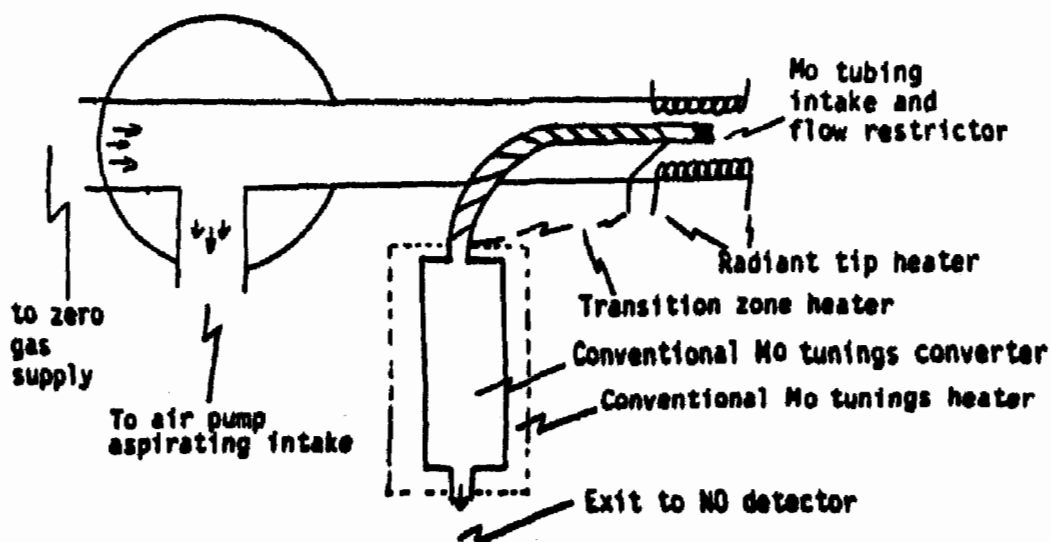 Mo tubing
intake and
flow restrictor
Radiant tip heater
Transition zone heater
to zero
gas
supply
Conventional Mo tunings converter
Conventional Mo tunings heater
To air pump
aspirating intake
Exit to NO detector